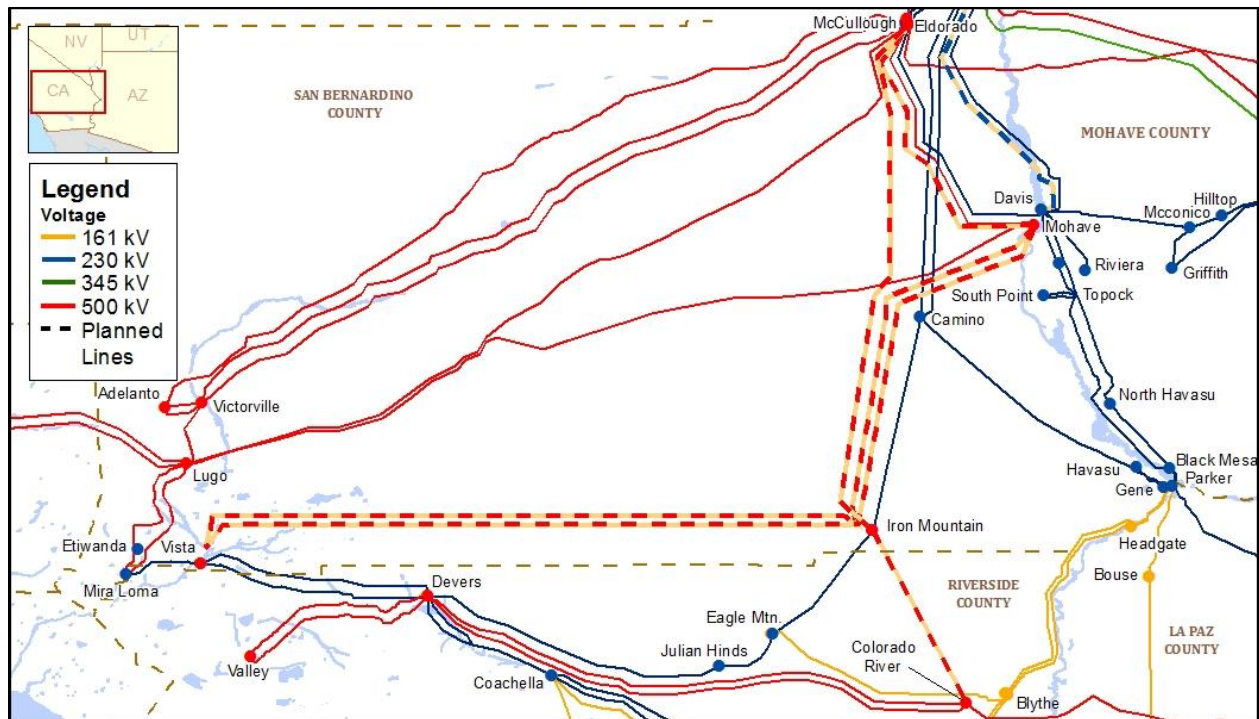 McCullough
Eldorado
NV
UT
CA
AZ
SAN BERNARDINO
COUNTY
MOHAVE COUNTY
Legend
Voltage
161 kV
230 kV
345 kV
500 kV
Planned
Lines
Davis
Hilltop
Mcconico
Mohave
Riviera
Griffith
South Point
Topock
Camino
Adelanto
Victorville
North Havasu
Lugo
Havasu
Black Mesa
Parker
Gene
Iron Mountain
Etiwanda
Vista
Headgate
Mira Loma
Devers
Bouse
RIVERSIDE
COUNTY
Eagle Mtn.
LA PAZ
COUNTY
Julian Hinds
Colorado
River
Valley
Coachella
Blythe